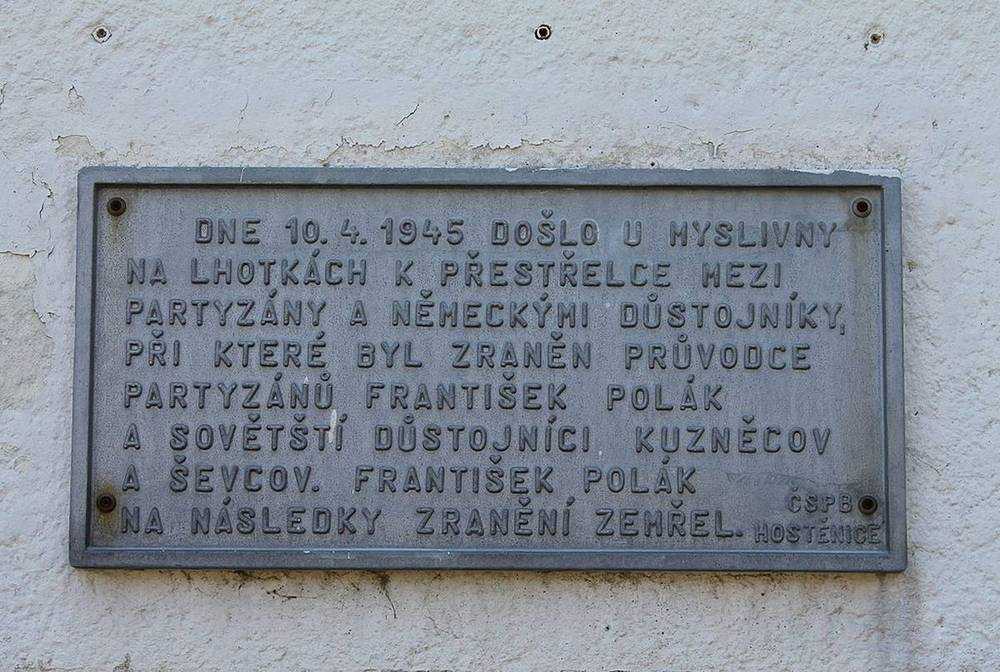 DNE 10. 4. 1945 DOŠLO U MYSLIVNY
NA LHOTKÁCH K PŘESTŘELCE MEZI
PARTYZÁNY A NĚMECKÝMI DŮSTOJNÍKY,
PŘI KTERÉ BYL ZRANĚN PRŮVODCE
PARTYZÁNŮ FRANTIŠEK POLÁK
A SOVĚTŠTÍ DŮSTOJNÍCI KUZNĚCOV
A ŠEVCOV. FRANTIŠEK POLÁK
NA NÁSLEDKY ZRANĚNÍ ZEMŘEL.
ČSPB
HOSTĚNICE